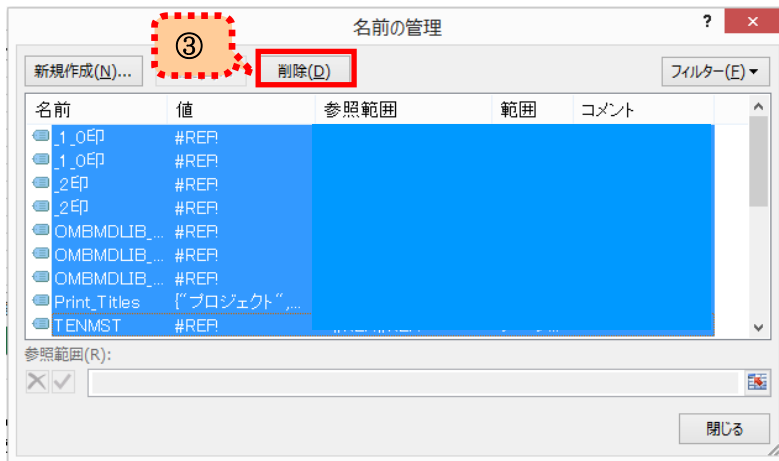 名前の管理
?
×
③
新規作成(N)...
削除(D)
フィルター(F)
名前 値 参照範囲 範囲 コメント
_1_0印 #REF!
_1_0印 #REF!
_2印 #REF!
_2印 #REF!
OMBMDLIB_... #REF!
OMBMDLIB_... #REF!
OMBMDLIB_... #REF!
Print_Titles {"プロジェクト",...
TENMST #REF!
参照範囲(R):
閉じる